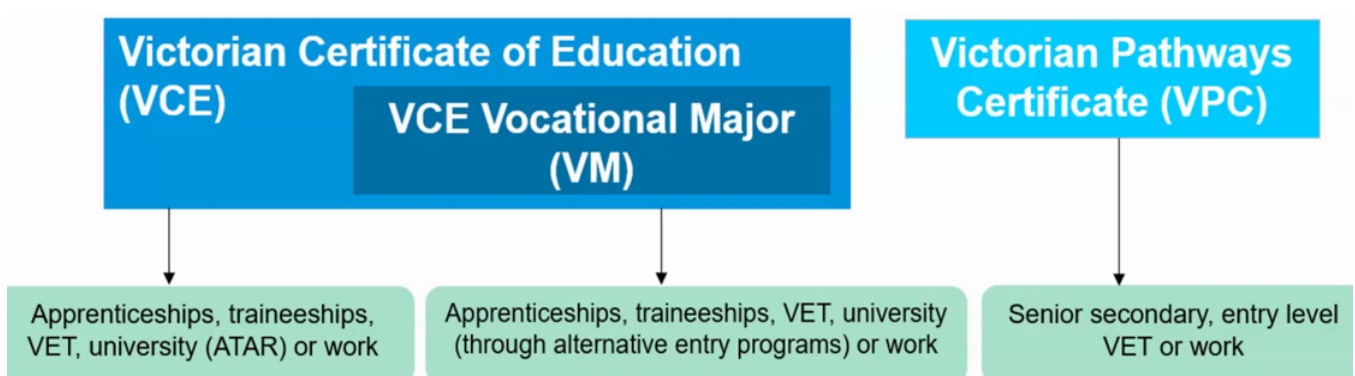 Victorian Certificate of Education
(VCE)
VCE Vocational Major
(VM)
Victorian Pathways
Certificate (VPC)
Apprenticeships, traineeships,
VET, university (ATAR) or work
Apprenticeships, traineeships, VET, university
(through alternative entry programs) or work
Senior secondary, entry level
VET or work